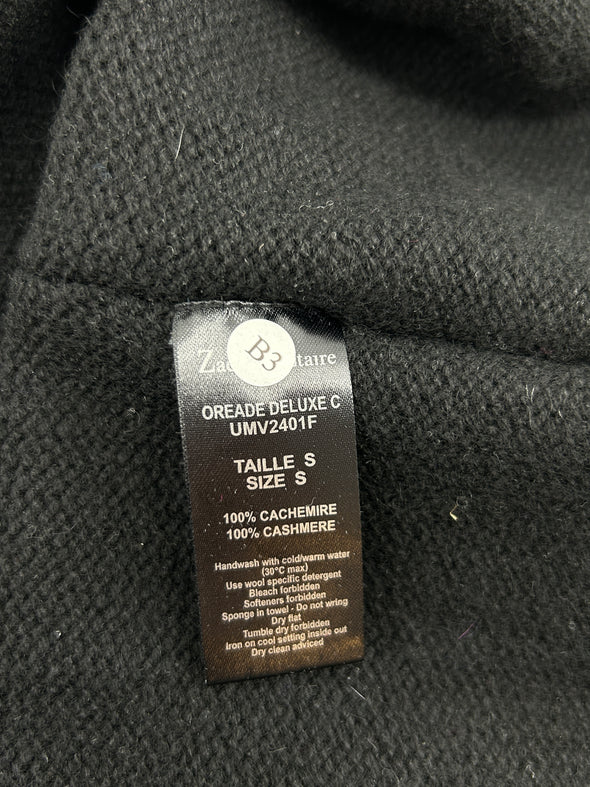 B3
taire
OREADE DELUXE C
UMV2401F
TAILLE S
SIZE S
100% CACHEMIRE
100% CASHMERE
Handwash with cold/warm water
(30°C max)
Use wool specific detergent
Bleach forbidden
Softeners forbidden
Sponge in towel - Do not wring
Dry flat
Tumble dry forbidden
Iron on cool setting inside out
Dry clean adviced